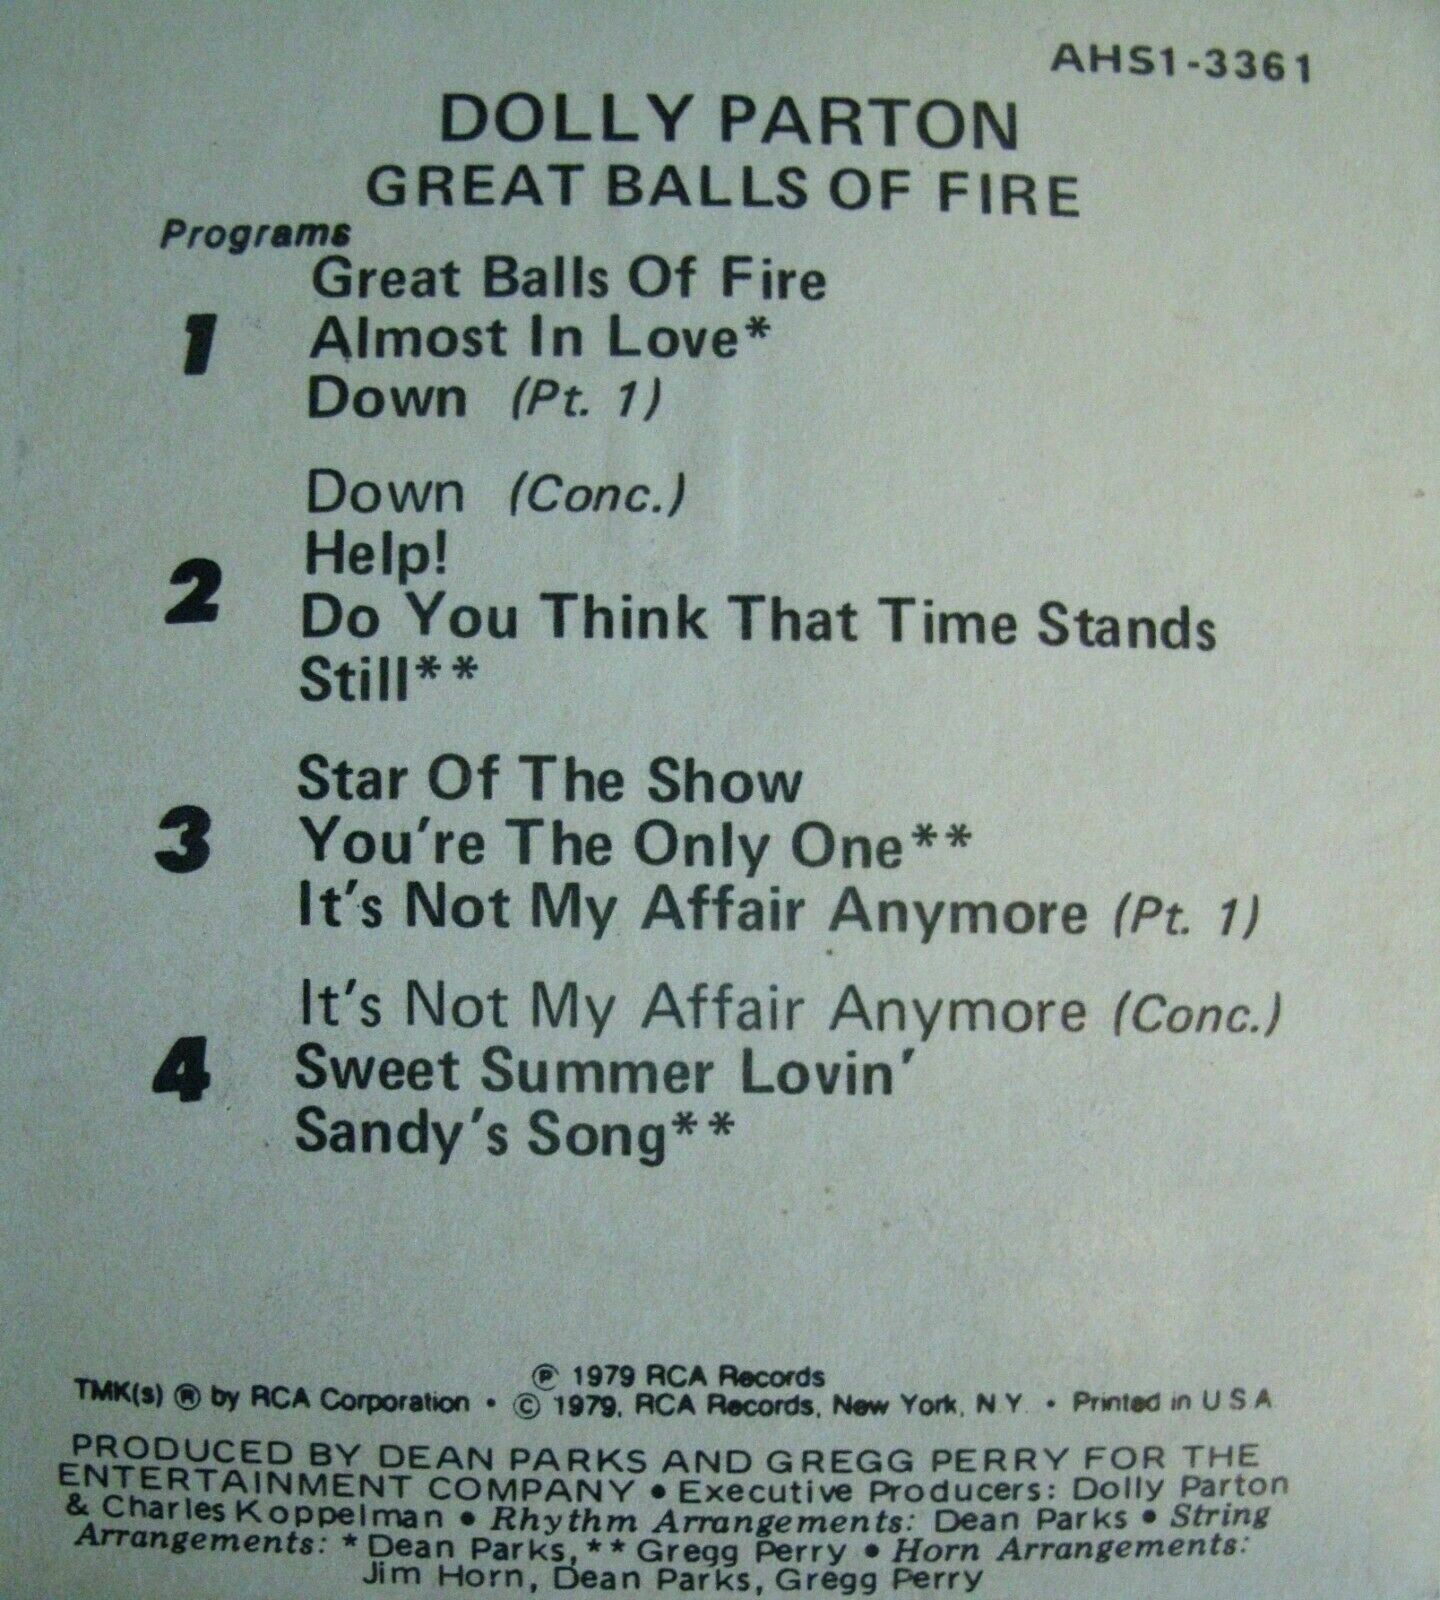 AHS1-3361
DOLLY PARTON
GREAT BALLS OF FIRE
Programs
Great Balls Of Fire
1 Almost In Love*
Down (Pt. 1)
Down (Conc.)
Help!
2 Do You Think That Time Stands
Still**
Star Of The Show
3 You're The Only One**
It's Not My Affair Anymore (Pt. 1)
It's Not My Affair Anymore (Conc.)
4 Sweet Summer Lovin'
Sandy's Song**
℗ 1979 RCA Records
TMK(s) ® by RCA Corporation • © 1979, RCA Records, New York, N Y • Printed in U S A
PRODUCED BY DEAN PARKS AND GREGG PERRY FOR THE
ENTERTAINMENT COMPANY • Executive Producers: Dolly Parton
& Charles Koppelman • Rhythm Arrangements: Dean Parks • String
Arrangements: * Dean Parks, ** Gregg Perry • Horn Arrangements:
Jim Horn, Dean Parks, Gregg Perry